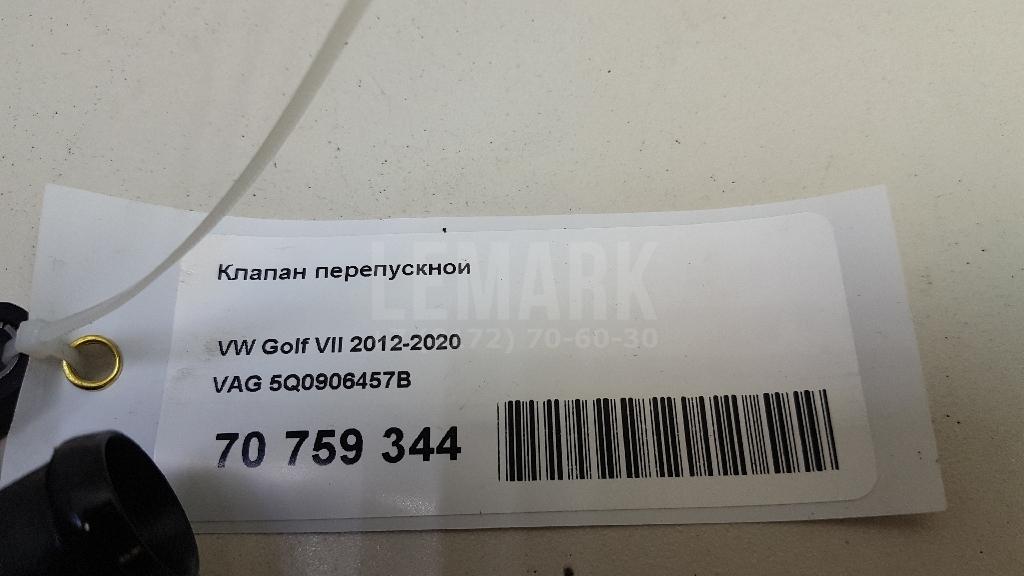 Клапан перепускной
LEMARK
72) 70-60-30
VW Golf VII 2012-2020
VAG 5Q0906457B
70 759 344